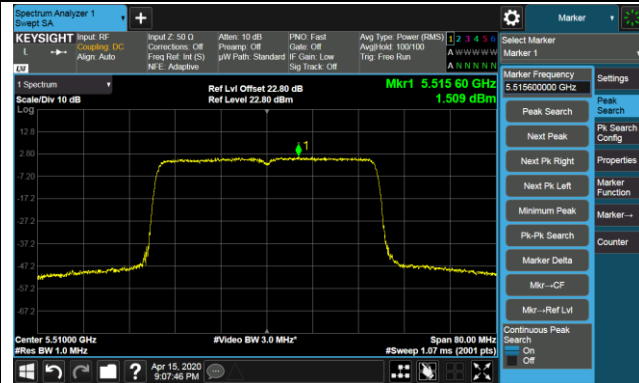 Spectrum Analyzer 1
Swept SA
Marker
KEYSIGHT Input: RF
L Coupling: DC
Align: Auto
LW
Input Z: 50 Ω
Corrections: Off
Freq Ref: Int (S)
NFE: Adaptive
Atten: 10 dB
Preamp: Off
µW Path: Standard
PNO: Fast
Gate: Off
IF Gain: Low
Sig Track: Off
Avg Type: Power (RMS)
Avg|Hold: 100/100
Trig: Free Run
1 2 3 4 5 6
A W W W W W
A N N N N N
Select Marker
Marker 1
1 Spectrum
Scale/Div 10 dB
Log
Ref Lvl Offset 22.80 dB
Ref Level 22.80 dBm
Mkr1 5.515 60 GHz
1.509 dBm
12.8
2.80
-7.20
-17.2
-27.2
-37.2
-47.2
-57.2
-67.2
1
Center 5.51000 GHz
#Res BW 1.0 MHz
#Video BW 3.0 MHz*
Span 80.00 MHz
#Sweep 1.07 ms (2001 pts)
Marker Frequency
5.515600000 GHz
Peak Search
Next Peak
Next Pk Right
Next Pk Left
Minimum Peak
Pk-Pk Search
Marker Delta
Mkr→CF
Mkr→Ref Lvl
Continuous Peak
Search
On
Off
Settings
Peak
Search
Pk Search
Config
Properties
Marker
Function
Marker→
Counter
?
Apr 15, 2020
9:07:46 PM